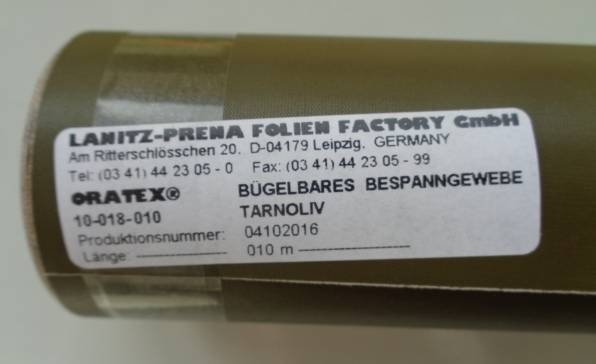 LANITZ-PRENA FOLIEN FACTORY GmbH
Am Ritterschlösschen 20, D-04179 Leipzig, GERMANY
Tel: (03 41) 44 23 05 - 0 Fax: (03 41) 44 23 05 - 99
ORATEX® BÜGELBARES BESPANNGEWEBE
10-018-010 TARNOLIV
Produktionsnummer: 04102016
Länge: 010 m